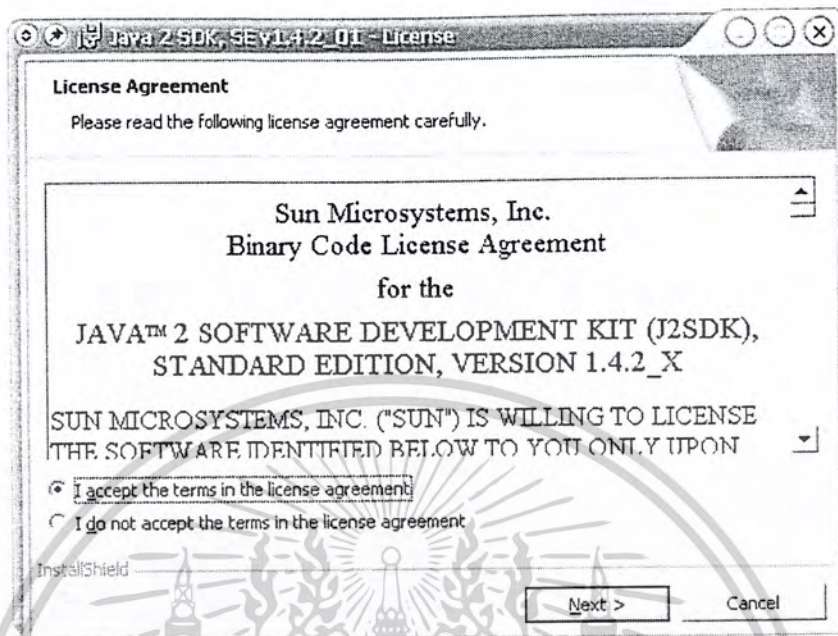 Java 2 SDK, SE v1.4.2_01 - License
License Agreement
Please read the following license agreement carefully.
Sun Microsystems, Inc.
Binary Code License Agreement
for the
JAVA™ 2 SOFTWARE DEVELOPMENT KIT (J2SDK),
STANDARD EDITION, VERSION 1.4.2_X
SUN MICROSYSTEMS, INC. ("SUN") IS WILLING TO LICENSE
THE SOFTWARE IDENTIFIED BELOW TO YOU ONLY UPON
I accept the terms in the license agreement
I do not accept the terms in the license agreement
InstallShield
Next >
Cancel